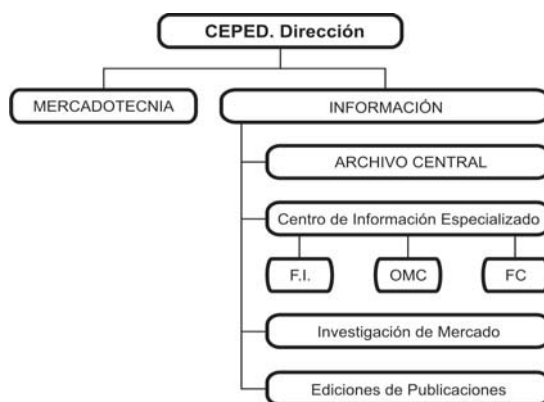 CEPED. Dirección
MERCADOTECNIA
INFORMACIÓN
ARCHIVO CENTRAL
Centro de Información Especializado
F.I.
OMC
FC
Investigación de Mercado
Ediciones de Publicaciones